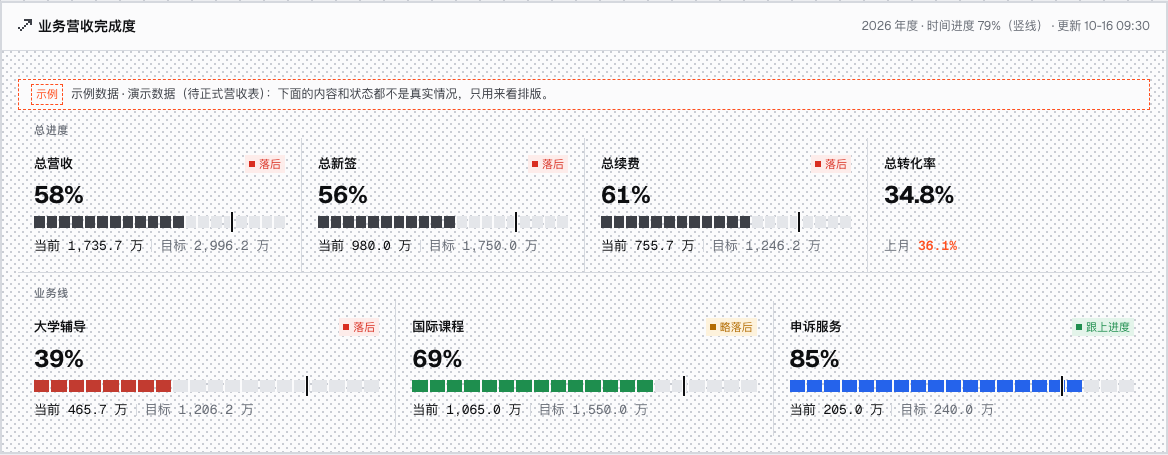 业务营收完成度
2026 年度 · 时间进度 79%（竖线） · 更新 10-16 09:30
示例 示例数据 · 演示数据（待正式营收表）：下面的内容和状态都不是真实情况，只用来看排版。
总进度
总营收 落后
58%
当前 1,735.7 万 目标 2,996.2 万
总新签 落后
56%
当前 980.0 万 目标 1,750.0 万
总续费 落后
61%
当前 755.7 万 目标 1,246.2 万
总转化率
34.8%
上月 36.1%
业务线
大学辅导 落后
39%
当前 465.7 万 目标 1,206.2 万
国际课程 略落后
69%
当前 1,065.0 万 目标 1,550.0 万
申诉服务 跟上进度
85%
当前 205.0 万 目标 240.0 万